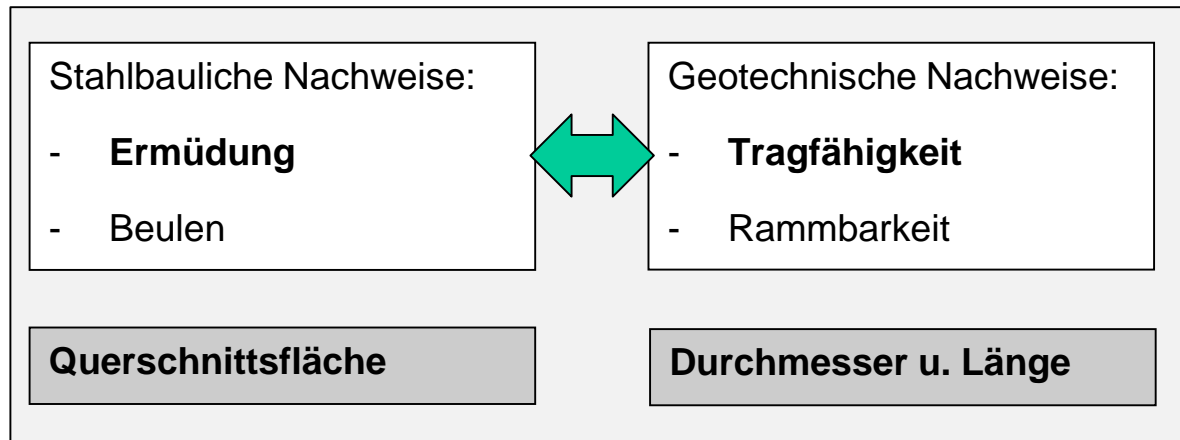 Stahlbauliche Nachweise:
- Ermüdung
- Beulen
Geotechnische Nachweise:
- Tragfähigkeit
- Rammbarkeit
Querschnittsfläche
Durchmesser u. Länge